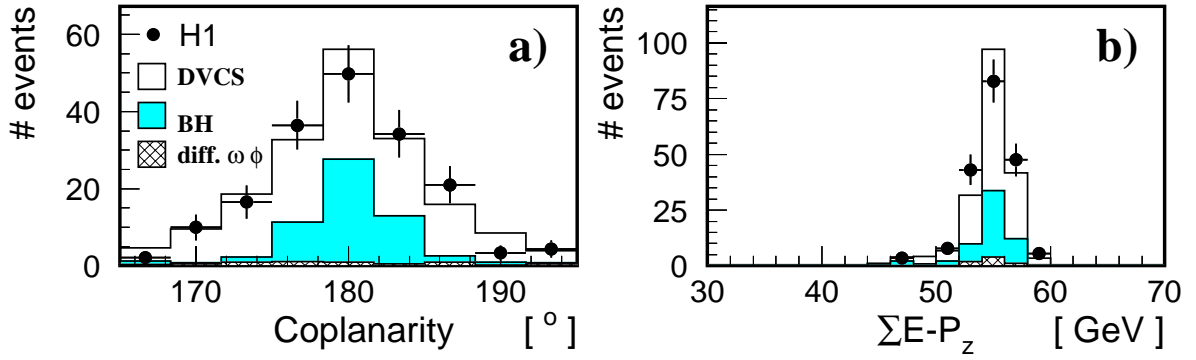 # events
60
40
20
0
H1
DVCS
BH
diff. ω ϕ
a)
170
180
190
Coplanarity [ ° ]
# events
100
75
50
25
0
b)
30
40
50
60
70
∑E-Pz [ GeV ]